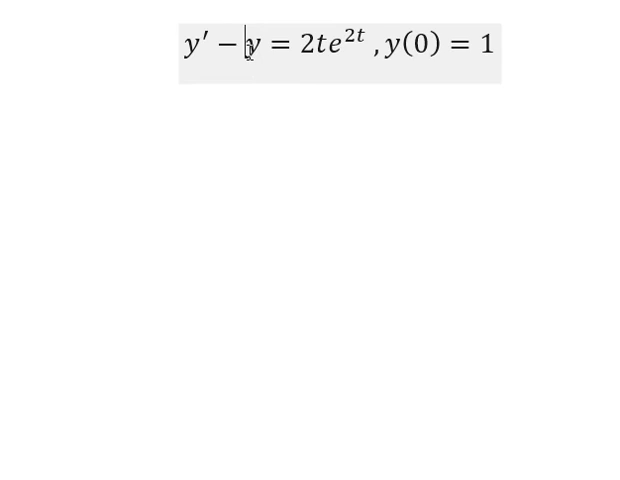 y′ − y = 2te^{2t} , y(0) = 1